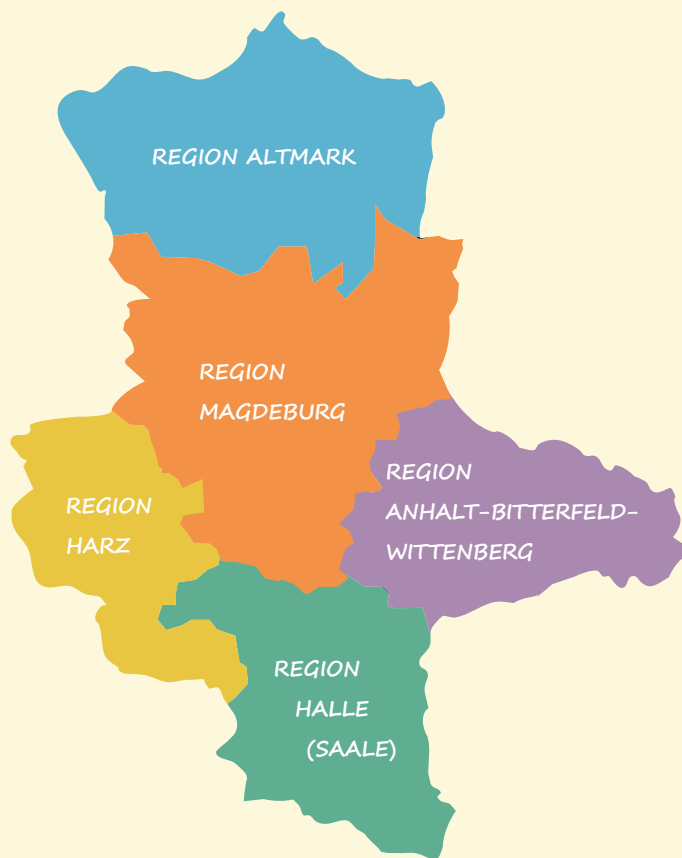 REGION ALTMARK
REGION
MAGDEBURG
REGION
HARZ
REGION
ANHALT-BITTERFELD-
WITTENBERG
REGION
HALLE
(SAALE)